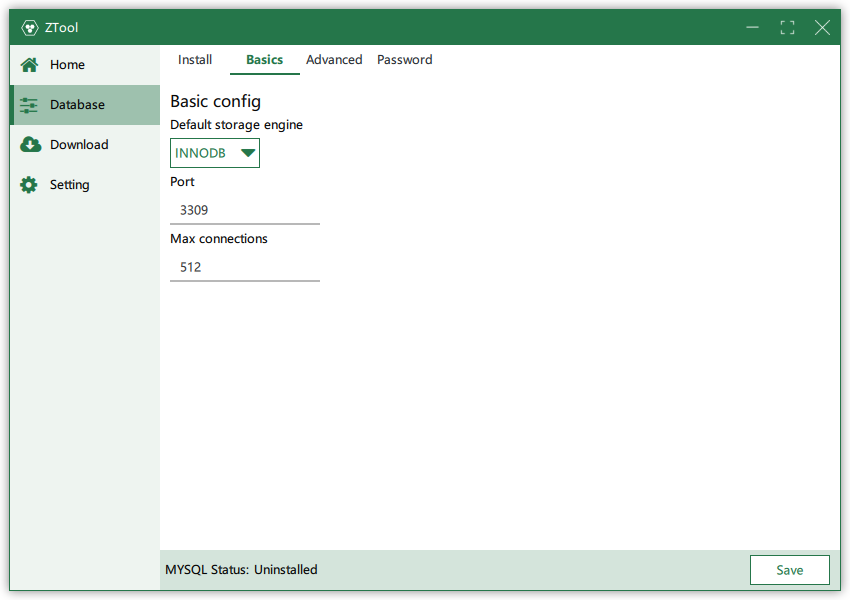 ZTool
Home
Database
Download
Setting
Install Basics Advanced Password
Basic config
Default storage engine
INNODB
Port
3309
Max connections
512
MYSQL Status: Uninstalled
Save